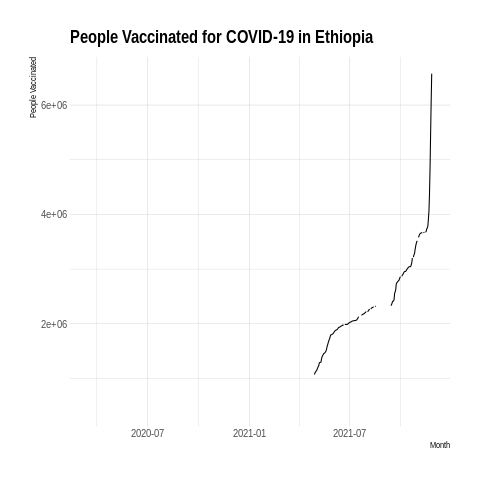 People Vaccinated for COVID-19 in Ethiopia
People Vaccinated
6e+06
4e+06
2e+06
2020-07
2021-01
2021-07
Month